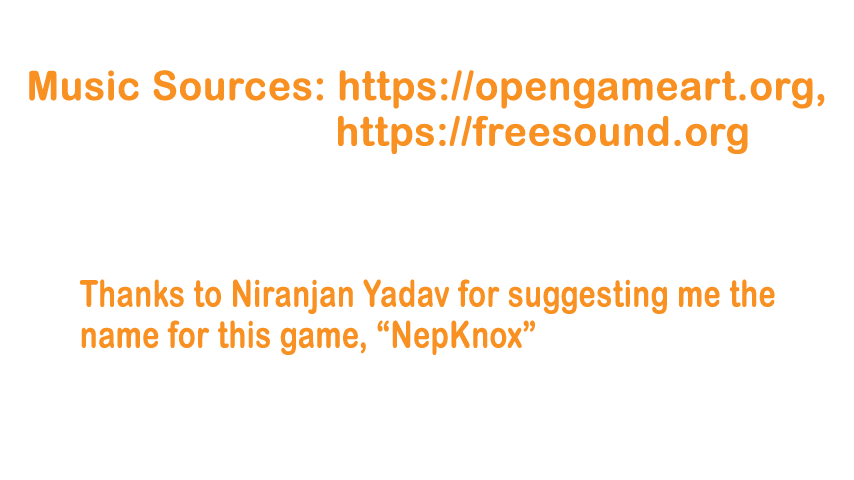 Music Sources: https://opengameart.org,
https://freesound.org
Thanks to Niranjan Yadav for suggesting me the
name for this game, “NepKnox”